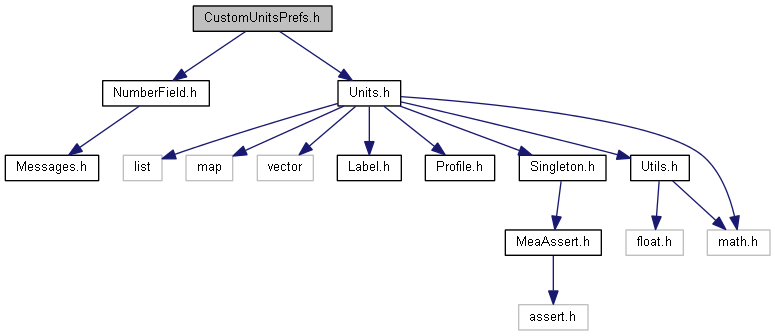 CustomUnitsPrefs.h
NumberField.h
Units.h
Messages.h
list
map
vector
Label.h
Profile.h
Singleton.h
Utils.h
MeaAssert.h
float.h
math.h
assert.h